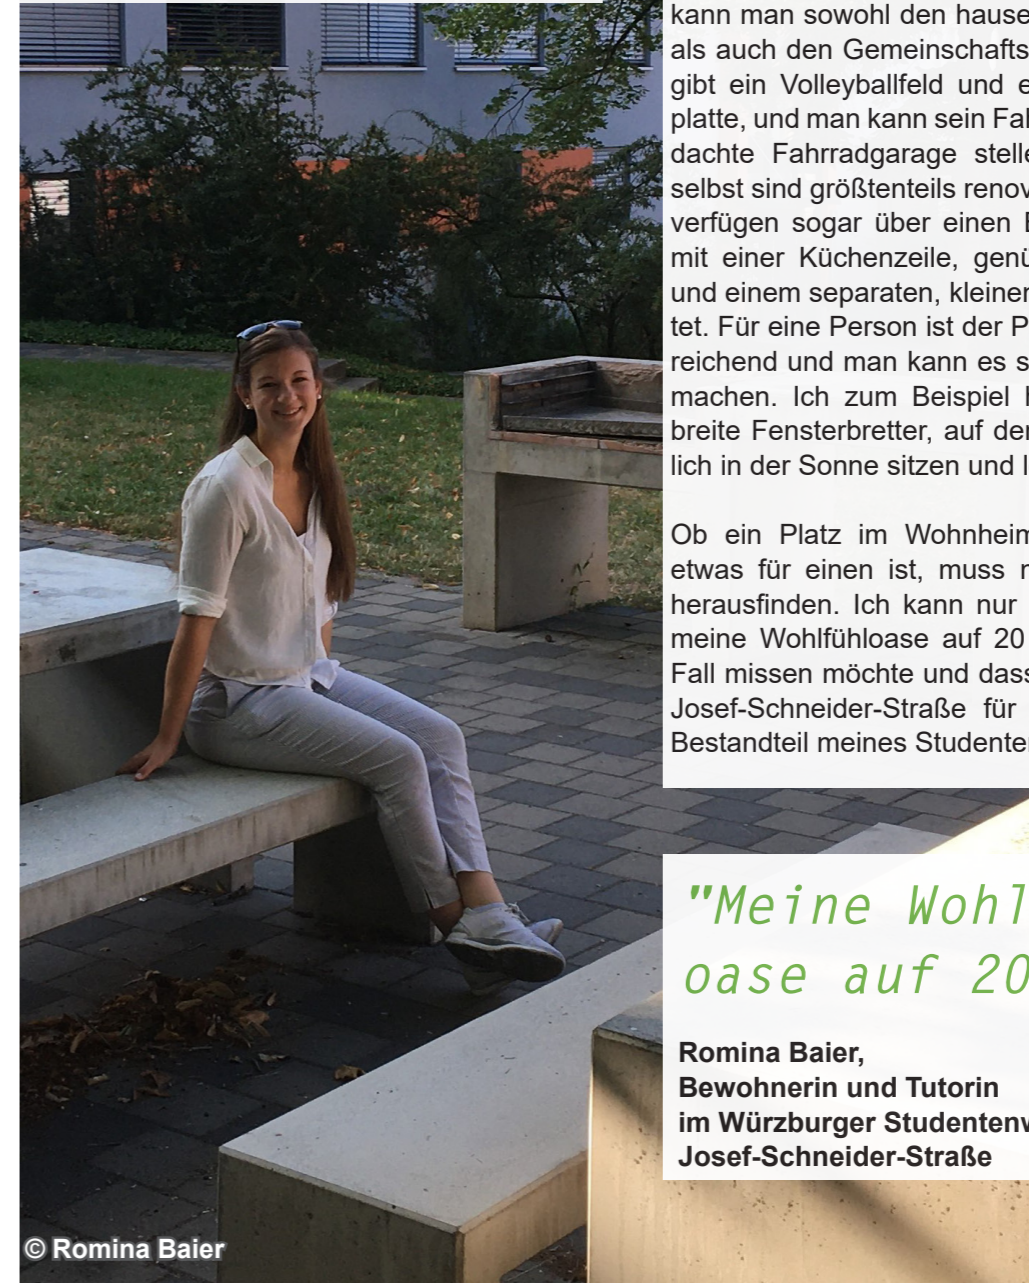 kann man sowohl den hause
als auch den Gemeinschafts
gibt ein Volleyballfeld und e
platte, und man kann sein Fa
dachte Fahrradgarage stelle
selbst sind größtenteils renov
verfügen sogar über einen
mit einer Küchenzeile, genü
und einem separaten, kleiner
tet. Für eine Person ist der P
reichend und man kann es s
machen. Ich zum Beispiel
breite Fensterbretter, auf der
lich in der Sonne sitzen und l
Ob ein Platz im Wohnheim
etwas für einen ist, muss
herausfinden. Ich kann nur
meine Wohlfühloase auf 20
Fall missen möchte und dass
Josef-Schneider-Straße für
Bestandteil meines Studenten
"Meine Wohl
oase auf 20
Romina Baier,
Bewohnerin und Tutorin
im Würzburger Studentenw
Josef-Schneider-Straße
© Romina Baier